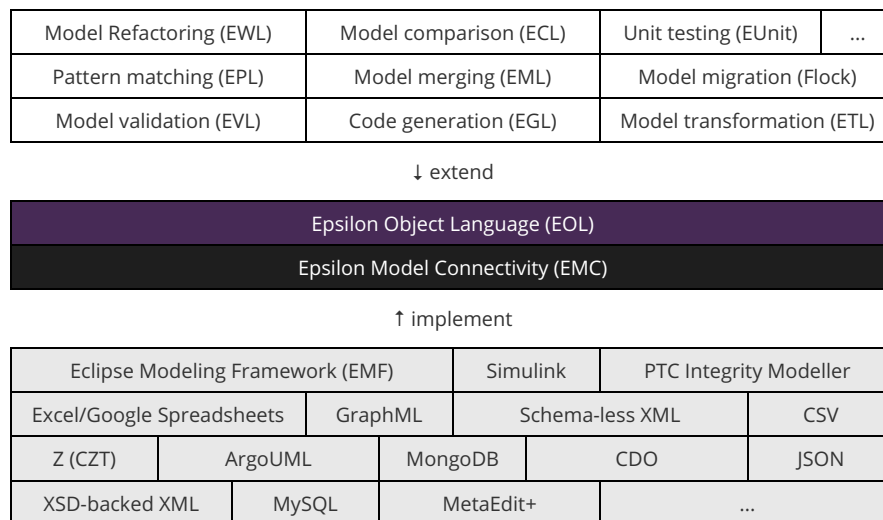 Model Refactoring (EWL) Model comparison (ECL) Unit testing (EUnit) ...
Pattern matching (EPL) Model merging (EML) Model migration (Flock)
Model validation (EVL) Code generation (EGL) Model transformation (ETL)
↓ extend
Epsilon Object Language (EOL)
Epsilon Model Connectivity (EMC)
↑ implement
Eclipse Modeling Framework (EMF) Simulink PTC Integrity Modeller
Excel/Google Spreadsheets GraphML Schema-less XML CSV
Z (CZT) ArgoUML MongoDB CDO JSON
XSD-backed XML MySQL MetaEdit+ ...